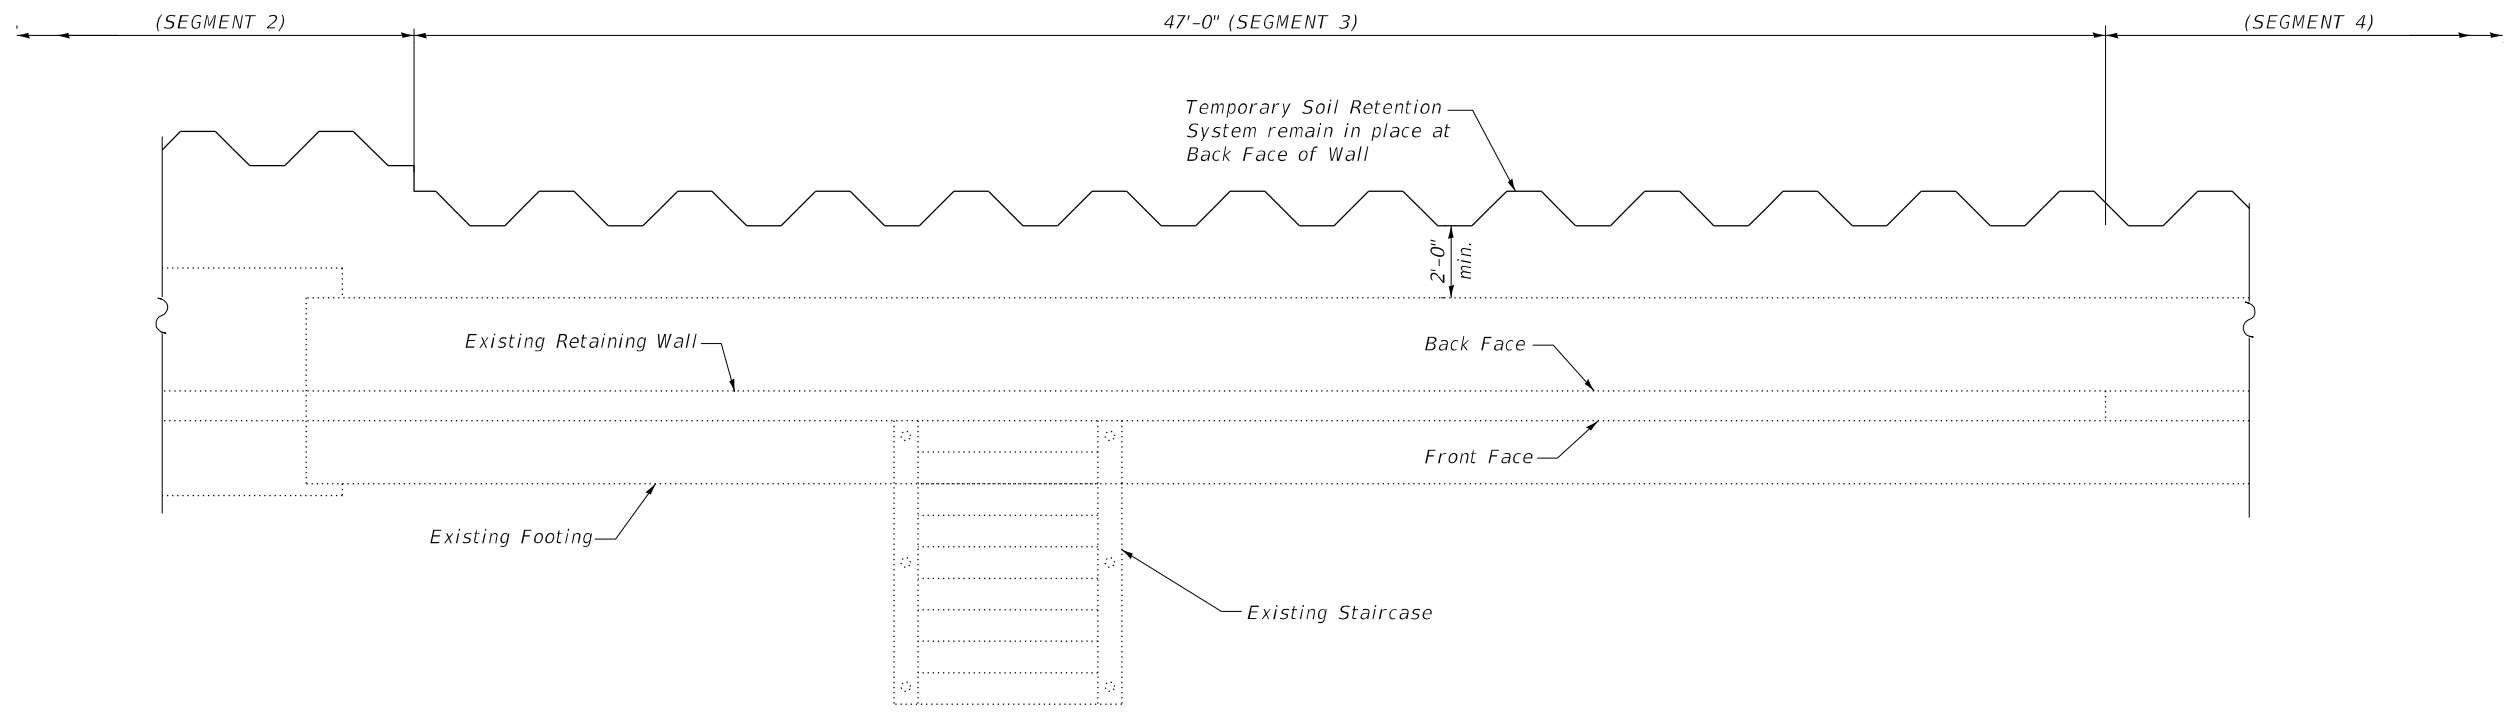 (SEGMENT 2)
47'-0" (SEGMENT 3)
(SEGMENT 4)
Temporary Soil Retention
System remain in place at
Back Face of Wall
2'-0"
min.
Existing Retaining Wall
Back Face
Front Face
Existing Footing
Existing Staircase